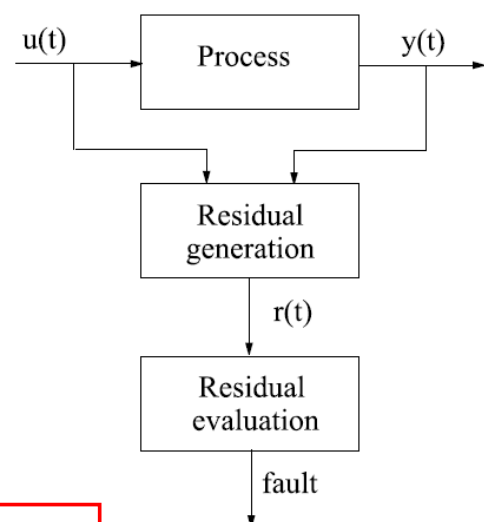 u(t)
Process
y(t)
Residual
generation
r(t)
Residual
evaluation
fault